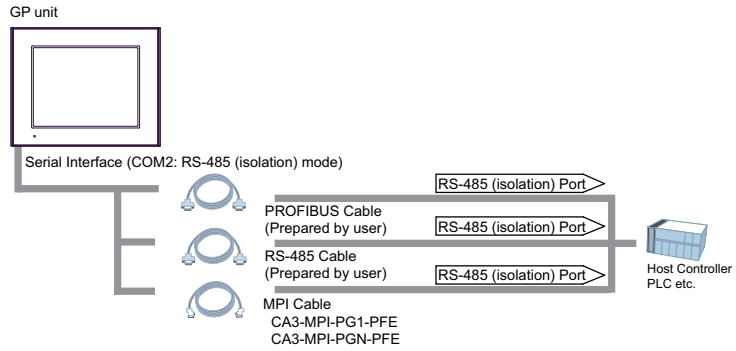 GP unit
Serial Interface (COM2: RS-485 (isolation) mode)
RS-485 (isolation) Port
PROFIBUS Cable
(Prepared by user)
RS-485 (isolation) Port
RS-485 Cable
(Prepared by user)
RS-485 (isolation) Port
Host Controller
PLC etc.
MPI Cable
CA3-MPI-PG1-PFE
CA3-MPI-PGN-PFE